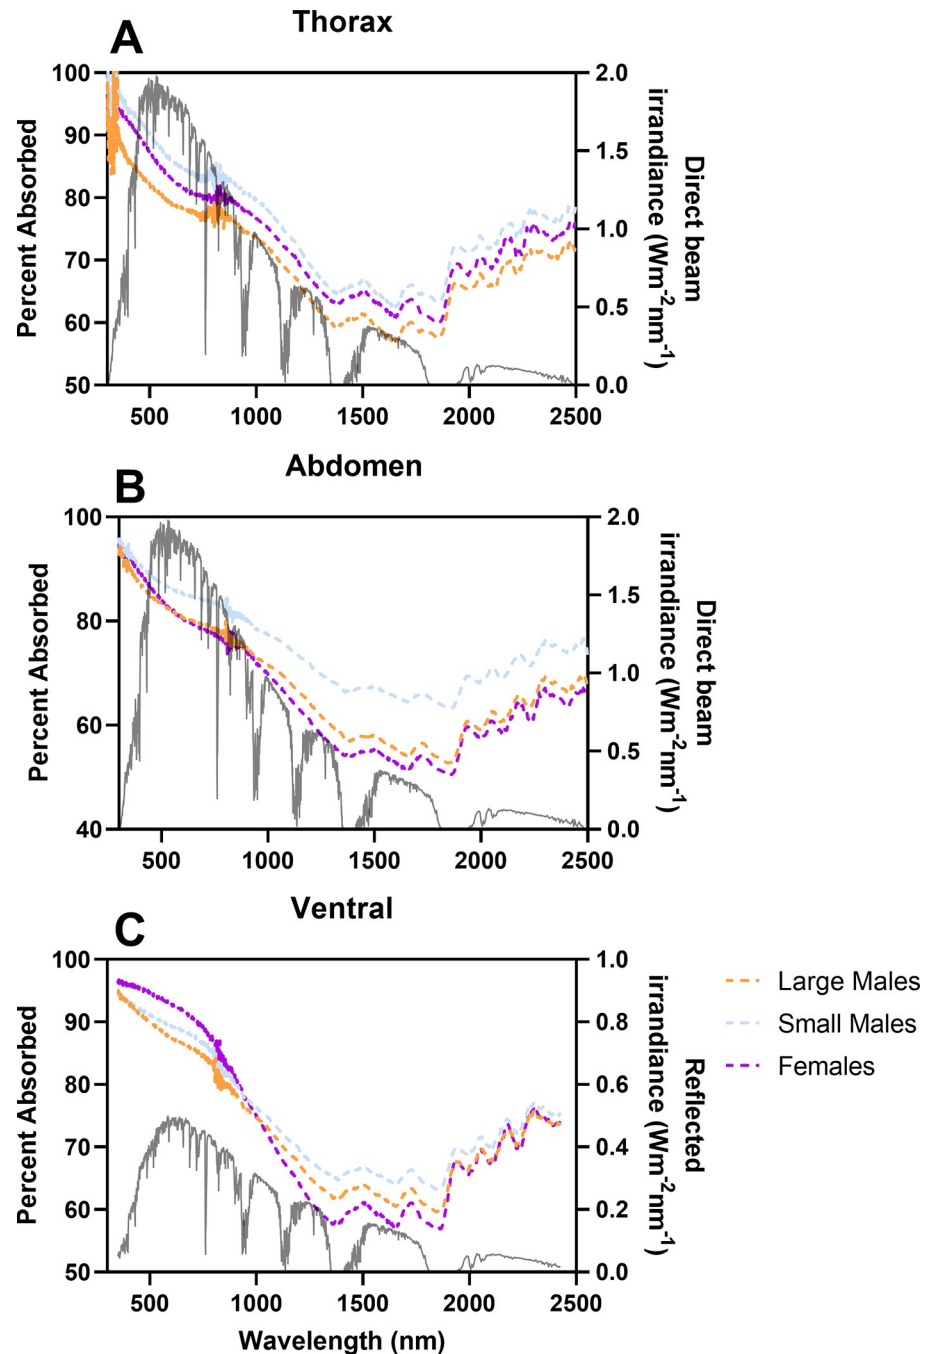 Thorax
A
100
90
80
70
60
50
Percent Absorbed
2.0
1.5
1.0
0.5
0.0
Direct beam
irrandiance (Wm-2nm-1)
500 1000 1500 2000 2500
Abdomen
B
100
80
60
40
Percent Absorbed
2.0
1.5
1.0
0.5
0.0
Direct beam
irrandiance (Wm-2nm-1)
500 1000 1500 2000 2500
Ventral
C
100
90
80
70
60
50
Percent Absorbed
1.0
0.8
0.6
0.4
0.2
0.0
Reflected
irrandiance (Wm-2nm-1)
500 1000 1500 2000 2500
Wavelength (nm)
Large Males
Small Males
Females